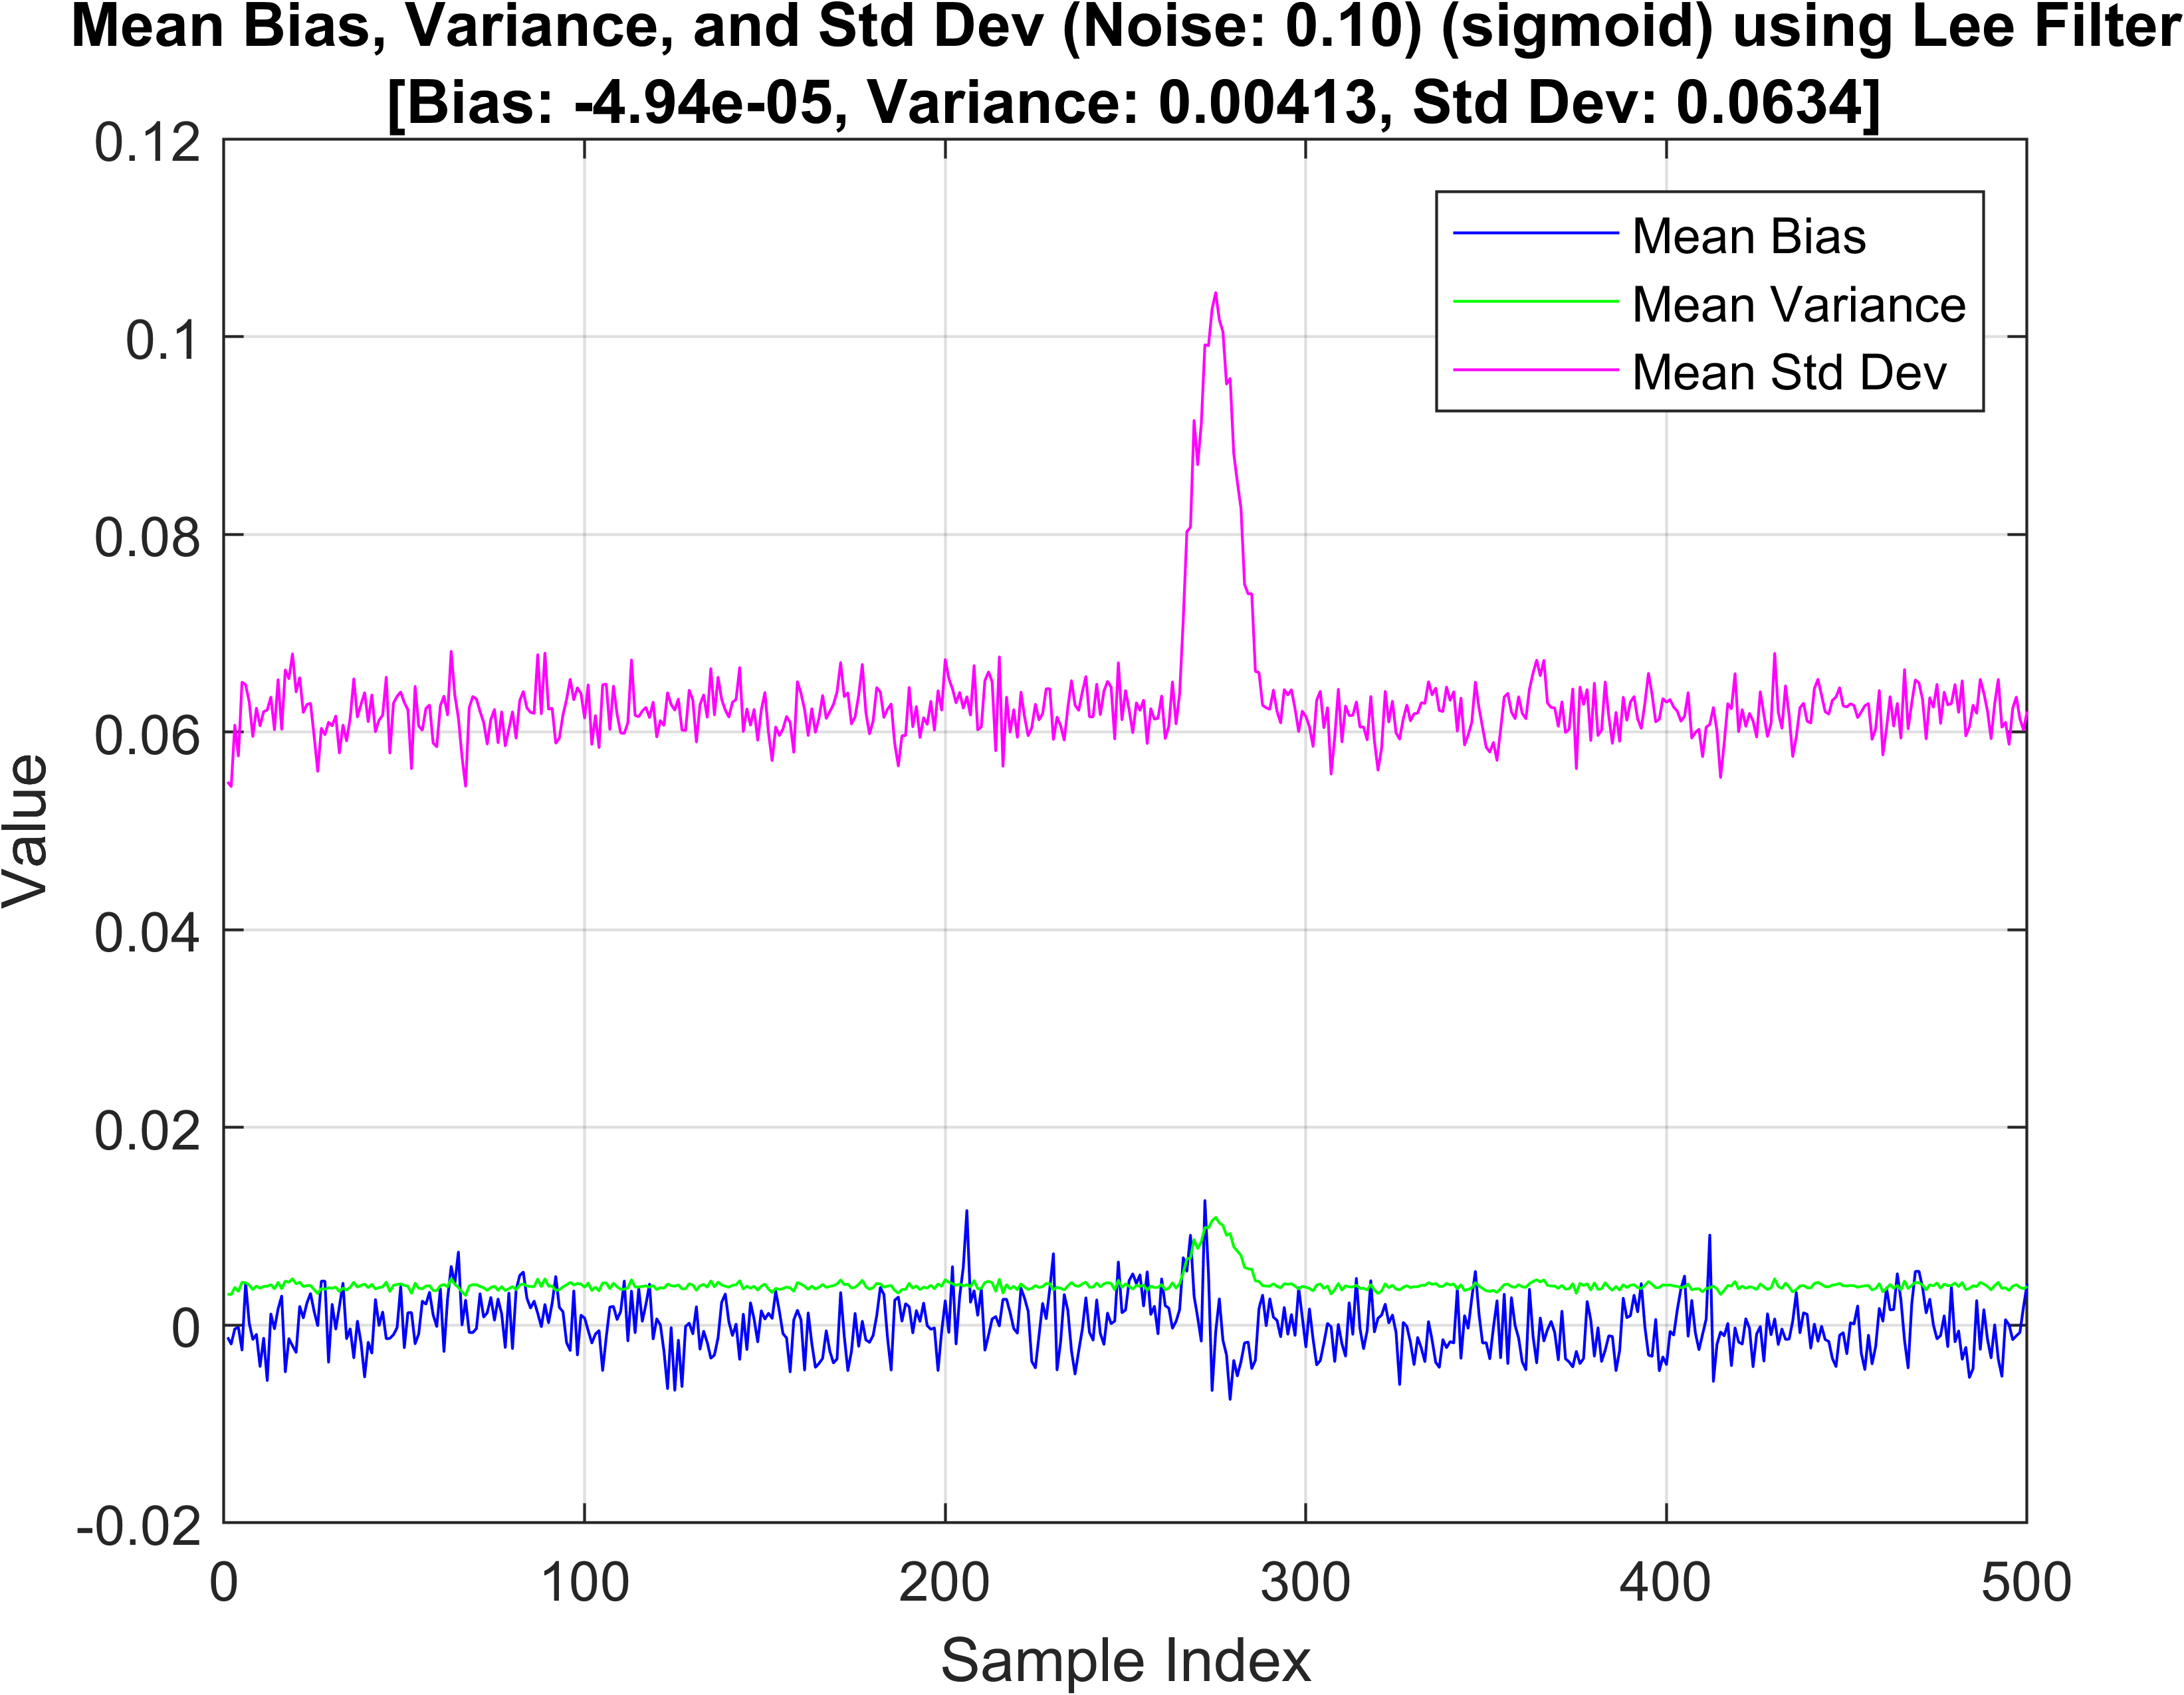 Mean Bias, Variance, and Std Dev (Noise: 0.10) (sigmoid) using Lee Filter
[Bias: -4.94e-05, Variance: 0.00413, Std Dev: 0.0634]
0.12
0.1
0.08
0.06
0.04
0.02
0
-0.02
Value
Mean Bias
Mean Variance
Mean Std Dev
0 100 200 300 400 500
Sample Index